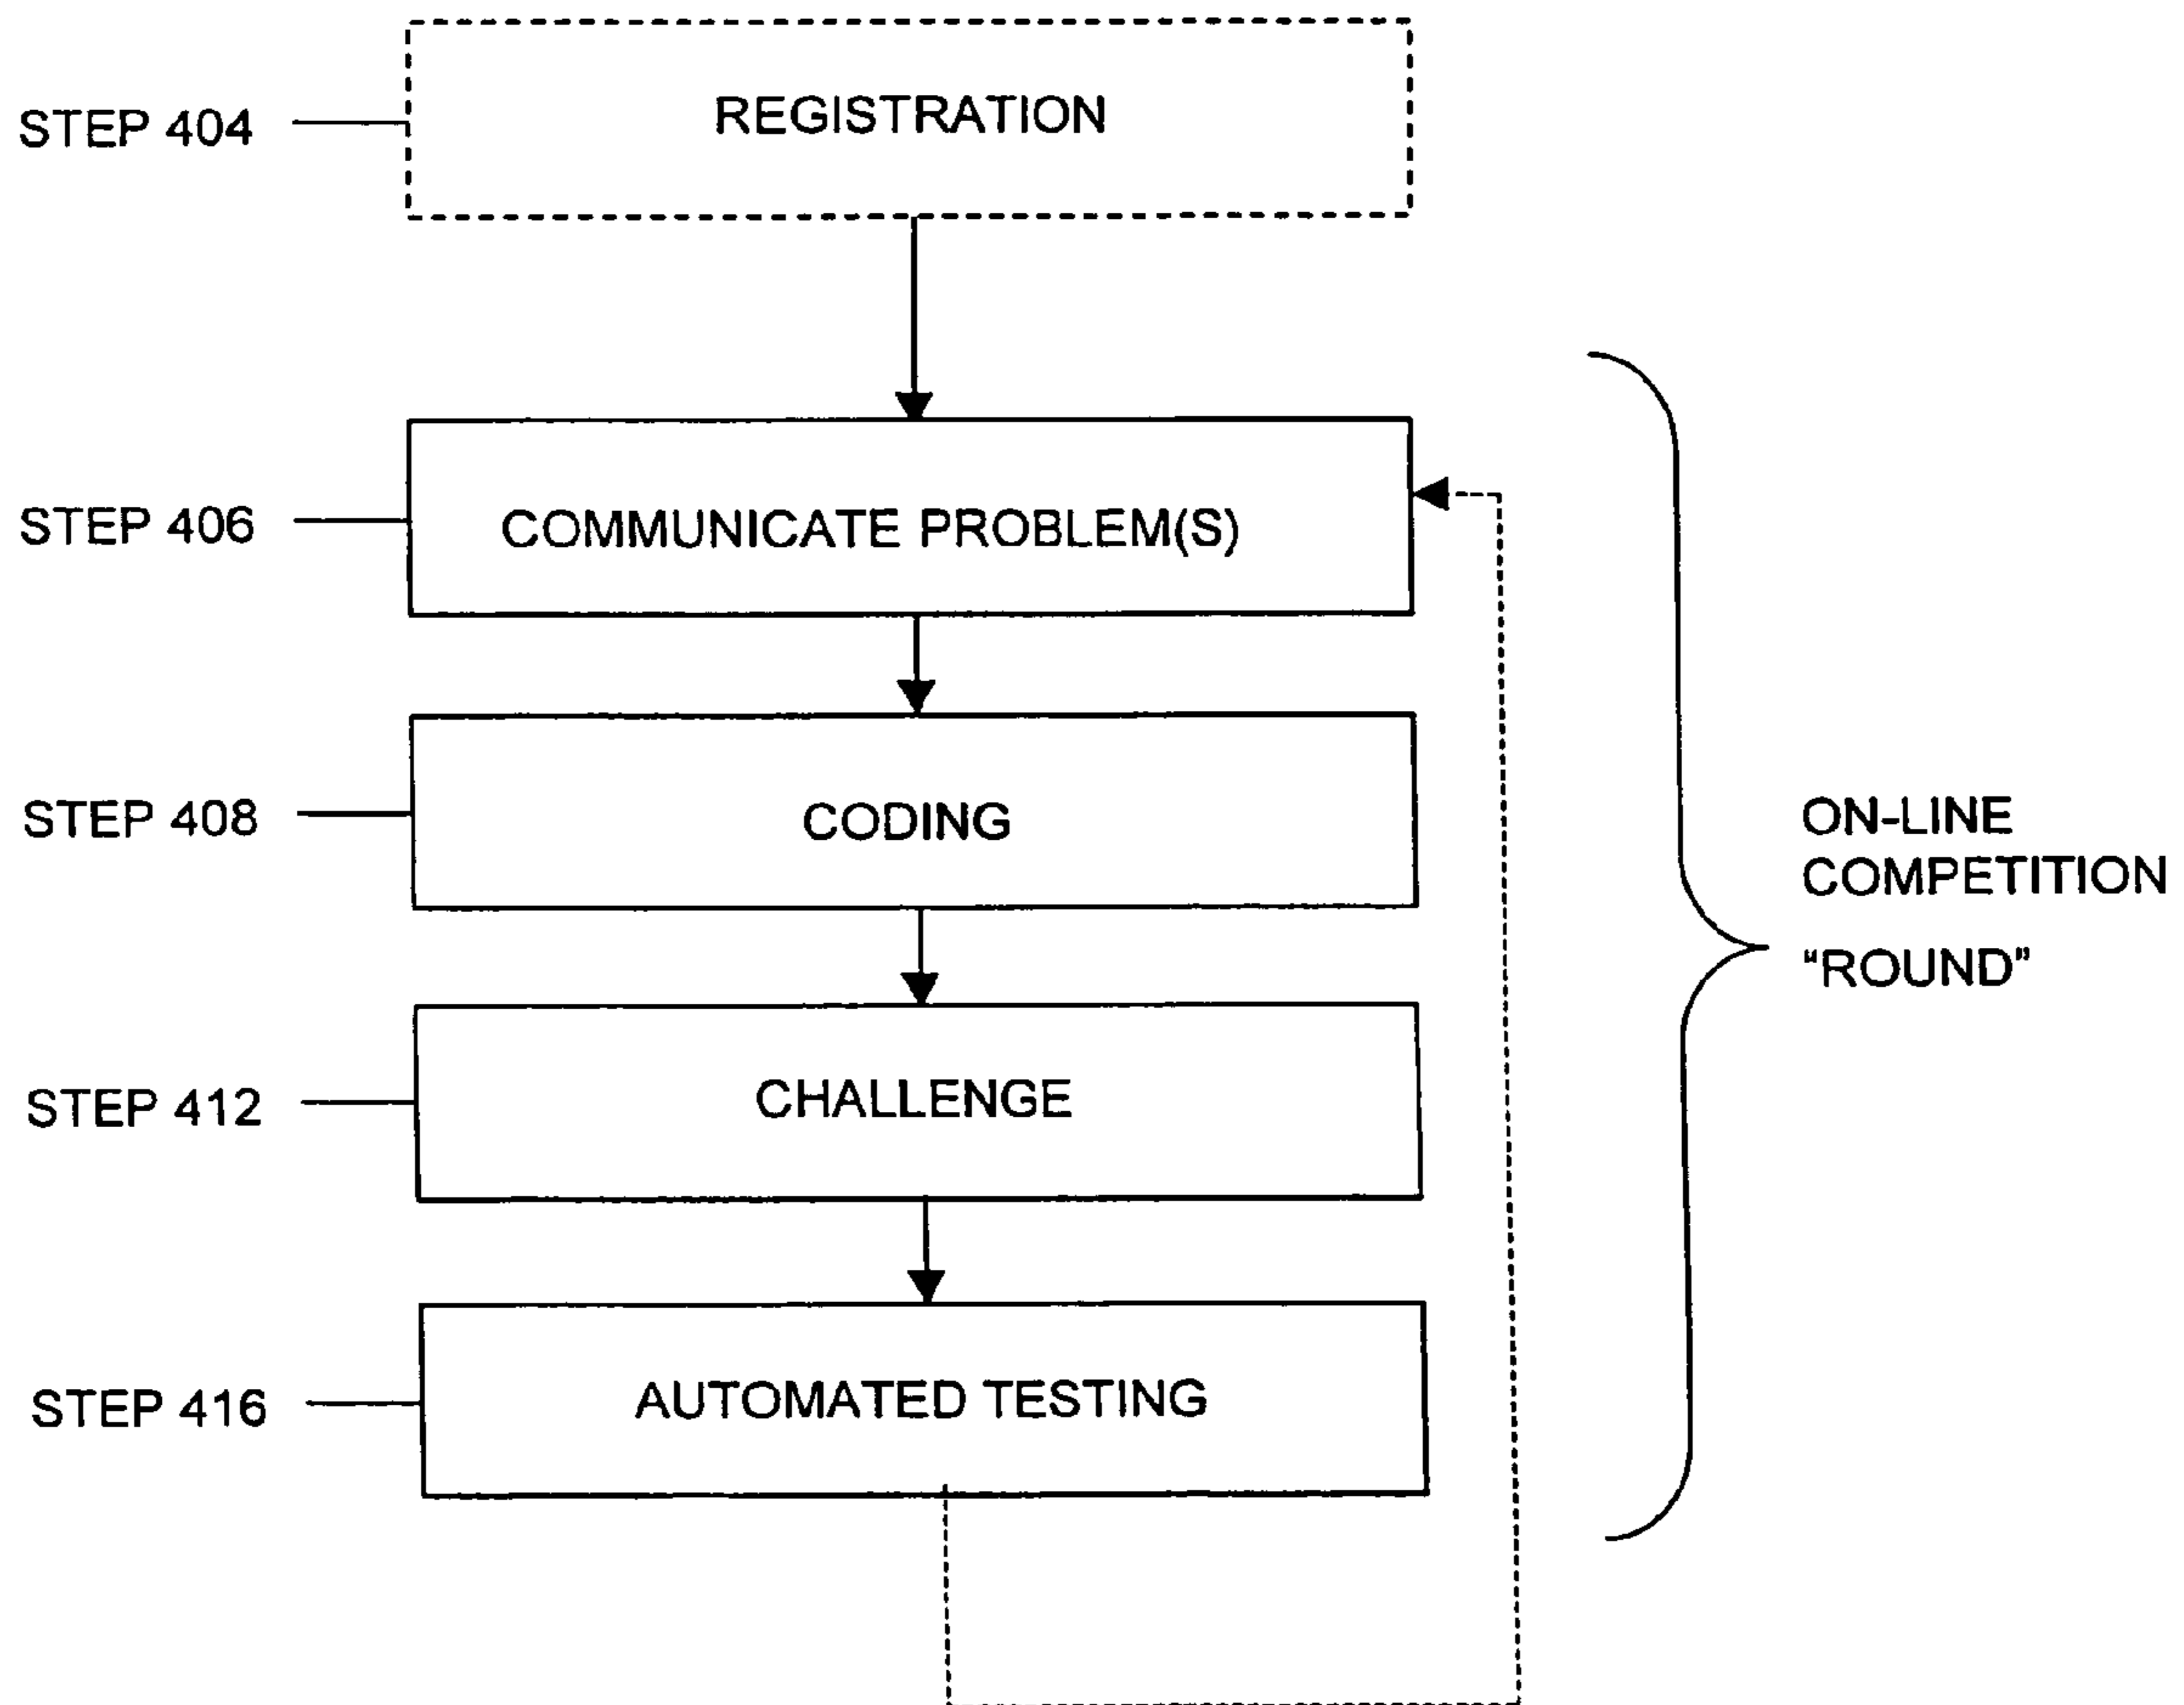 STEP 404
REGISTRATION
STEP 406
COMMUNICATE PROBLEM(S)
STEP 408
CODING
STEP 412
CHALLENGE
STEP 416
AUTOMATED TESTING
ON-LINE
COMPETITION
“ROUND”